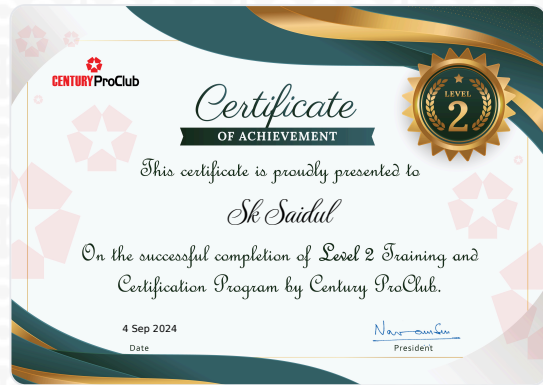 CENTURY ProClub
LEVEL
2
Certificate
OF ACHIEVEMENT
This certificate is proudly presented to
Sk Saidul
On the successful completion of Level 2 Training and
Certification Program by Century ProClub.
4 Sep 2024
Date
President